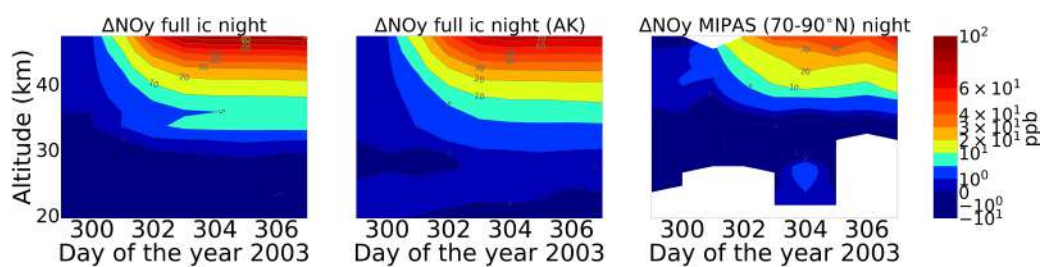 ΔNOy full ic night
ΔNOy full ic night (AK)
ΔNOy MIPAS (70-90°N) night
Altitude (km)
40
30
20
300 302 304 306
300 302 304 306
300 302 304 306
Day of the year 2003
Day of the year 2003
Day of the year 2003
10²
6 × 10¹
3 × 10¹
2 × 10¹
10¹
10⁰
0
−10⁰
−10¹
ppb
5
10
20
30
10
20
10